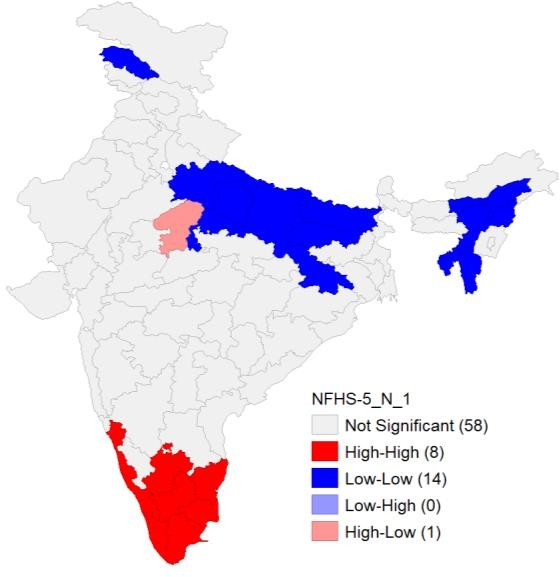 NFHS-5_N_1
Not Significant (58)
High-High (8)
Low-Low (14)
Low-High (0)
High-Low (1)